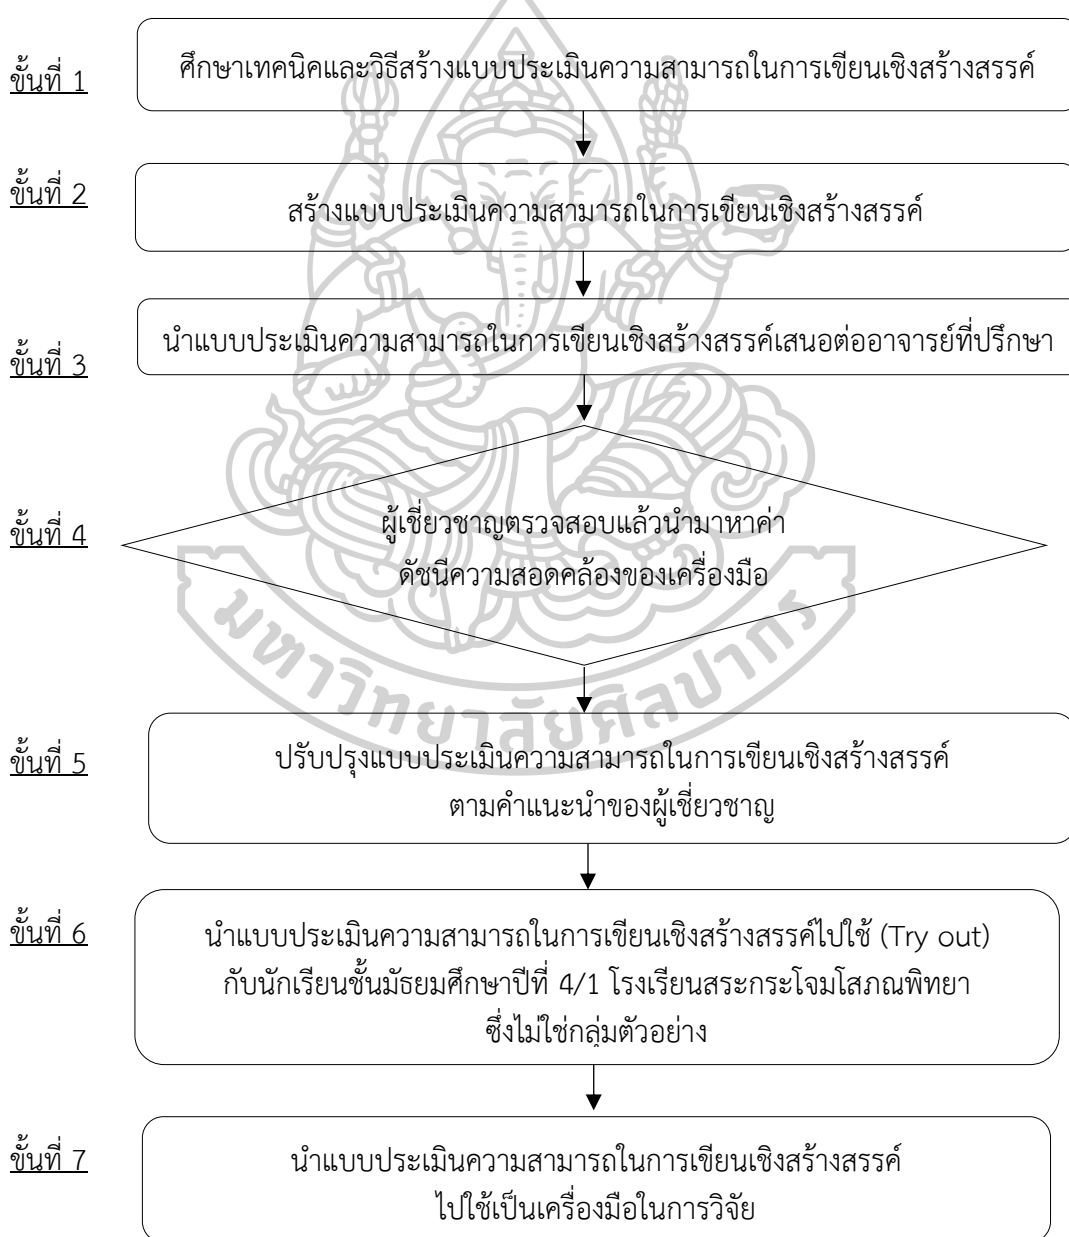 ขั้นที่ 1
ศึกษาเทคนิคและวิธีสร้างแบบประเมินความสามารถในการเขียนเชิงสร้างสรรค์
ขั้นที่ 2
สร้างแบบประเมินความสามารถในการเขียนเชิงสร้างสรรค์
ขั้นที่ 3
นำแบบประเมินความสามารถในการเขียนเชิงสร้างสรรค์เสนอต่ออาจารย์ที่ปรึกษา
ขั้นที่ 4
ผู้เชี่ยวชาญตรวจสอบแล้วนำมาหาค่า
ดัชนีความสอดคล้องของเครื่องมือ
มหาวิทยาลัยศิลปากร
ขั้นที่ 5
ปรับปรุงแบบประเมินความสามารถในการเขียนเชิงสร้างสรรค์
ตามคำแนะนำของผู้เชี่ยวชาญ
ขั้นที่ 6
นำแบบประเมินความสามารถในการเขียนเชิงสร้างสรรค์ไปใช้ (Try out)
กับนักเรียนชั้นมัธยมศึกษาปีที่ 4/1 โรงเรียนสระกระโจมโสภณพิทยา
ซึ่งไม่ใช่กลุ่มตัวอย่าง
ขั้นที่ 7
นำแบบประเมินความสามารถในการเขียนเชิงสร้างสรรค์
ไปใช้เป็นเครื่องมือในการวิจัย